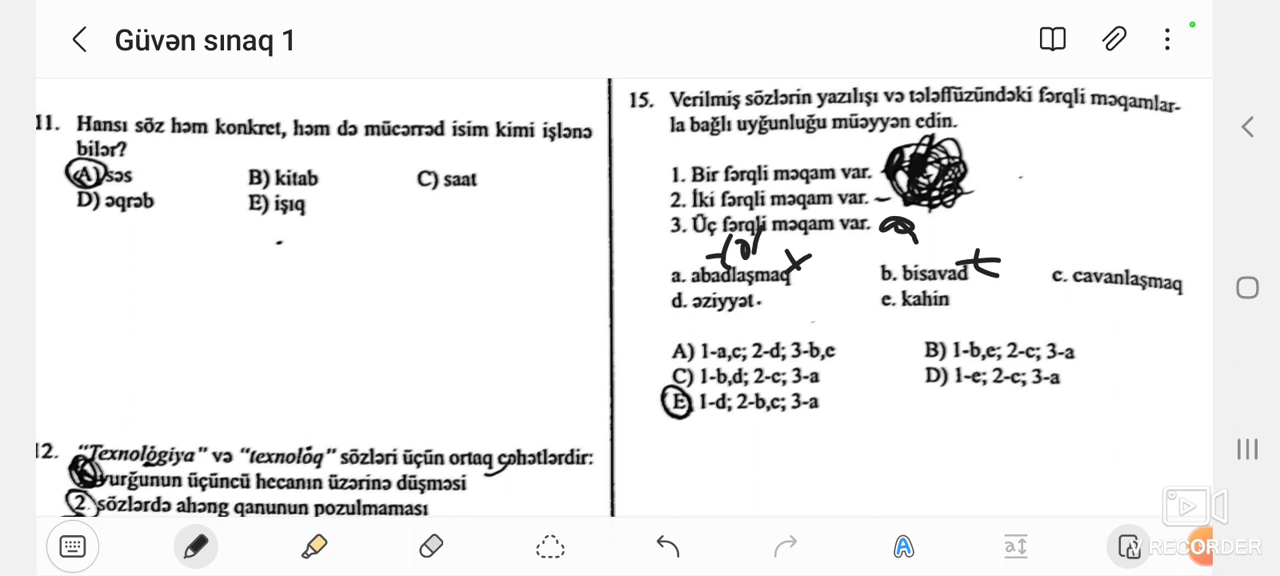 Güvən sınaq 1
11. Hansı söz həm konkret, həm də mücərrəd isim kimi işlənə
bilər?
A) səs B) kitab C) saat
D) əqrəb E) işıq
12. "Texnologiya" və "texnoloq" sözləri üçün ortaq cəhətlərdir:
vurğunun üçüncü hecanın üzərinə düşməsi
2. sözlərdə ahəng qanunun pozulmaması
15. Verilmiş sözlərin yazılışı və tələffüzündəki fərqli məqamlar-
la bağlı uyğunluğu müəyyən edin.
1. Bir fərqli məqam var.
2. İki fərqli məqam var.
3. Üç fərqli məqam var.
a. abadlaşmaq b. bisavad c. cavanlaşmaq
d. əziyyət e. kahin
A) 1-a,c; 2-d; 3-b,e B) 1-b,e; 2-c; 3-a
C) 1-b,d; 2-c; 3-a D) 1-e; 2-c; 3-a
E) 1-d; 2-b,c; 3-a
RECORDER